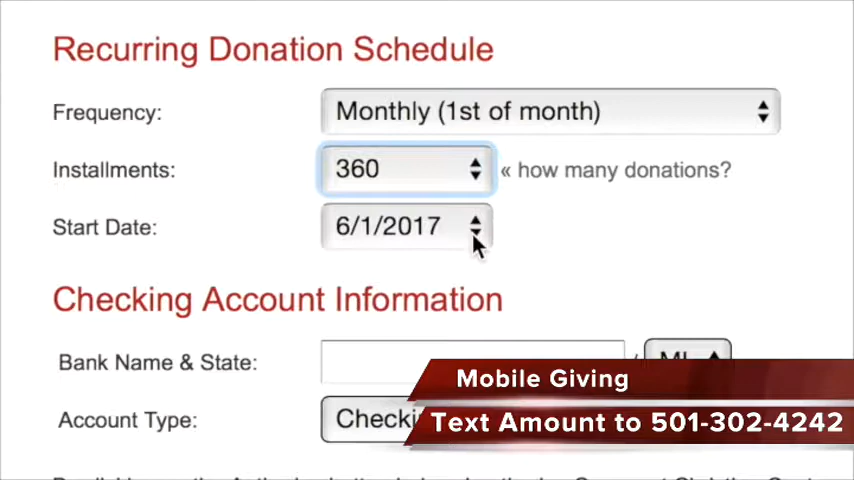 Recurring Donation Schedule
Frequency: Monthly (1st of month)
Installments: 360 « how many donations?
Start Date: 6/1/2017
Checking Account Information
Bank Name & State: /
Mobile Giving
Account Type:
Text Amount to 501-302-4242